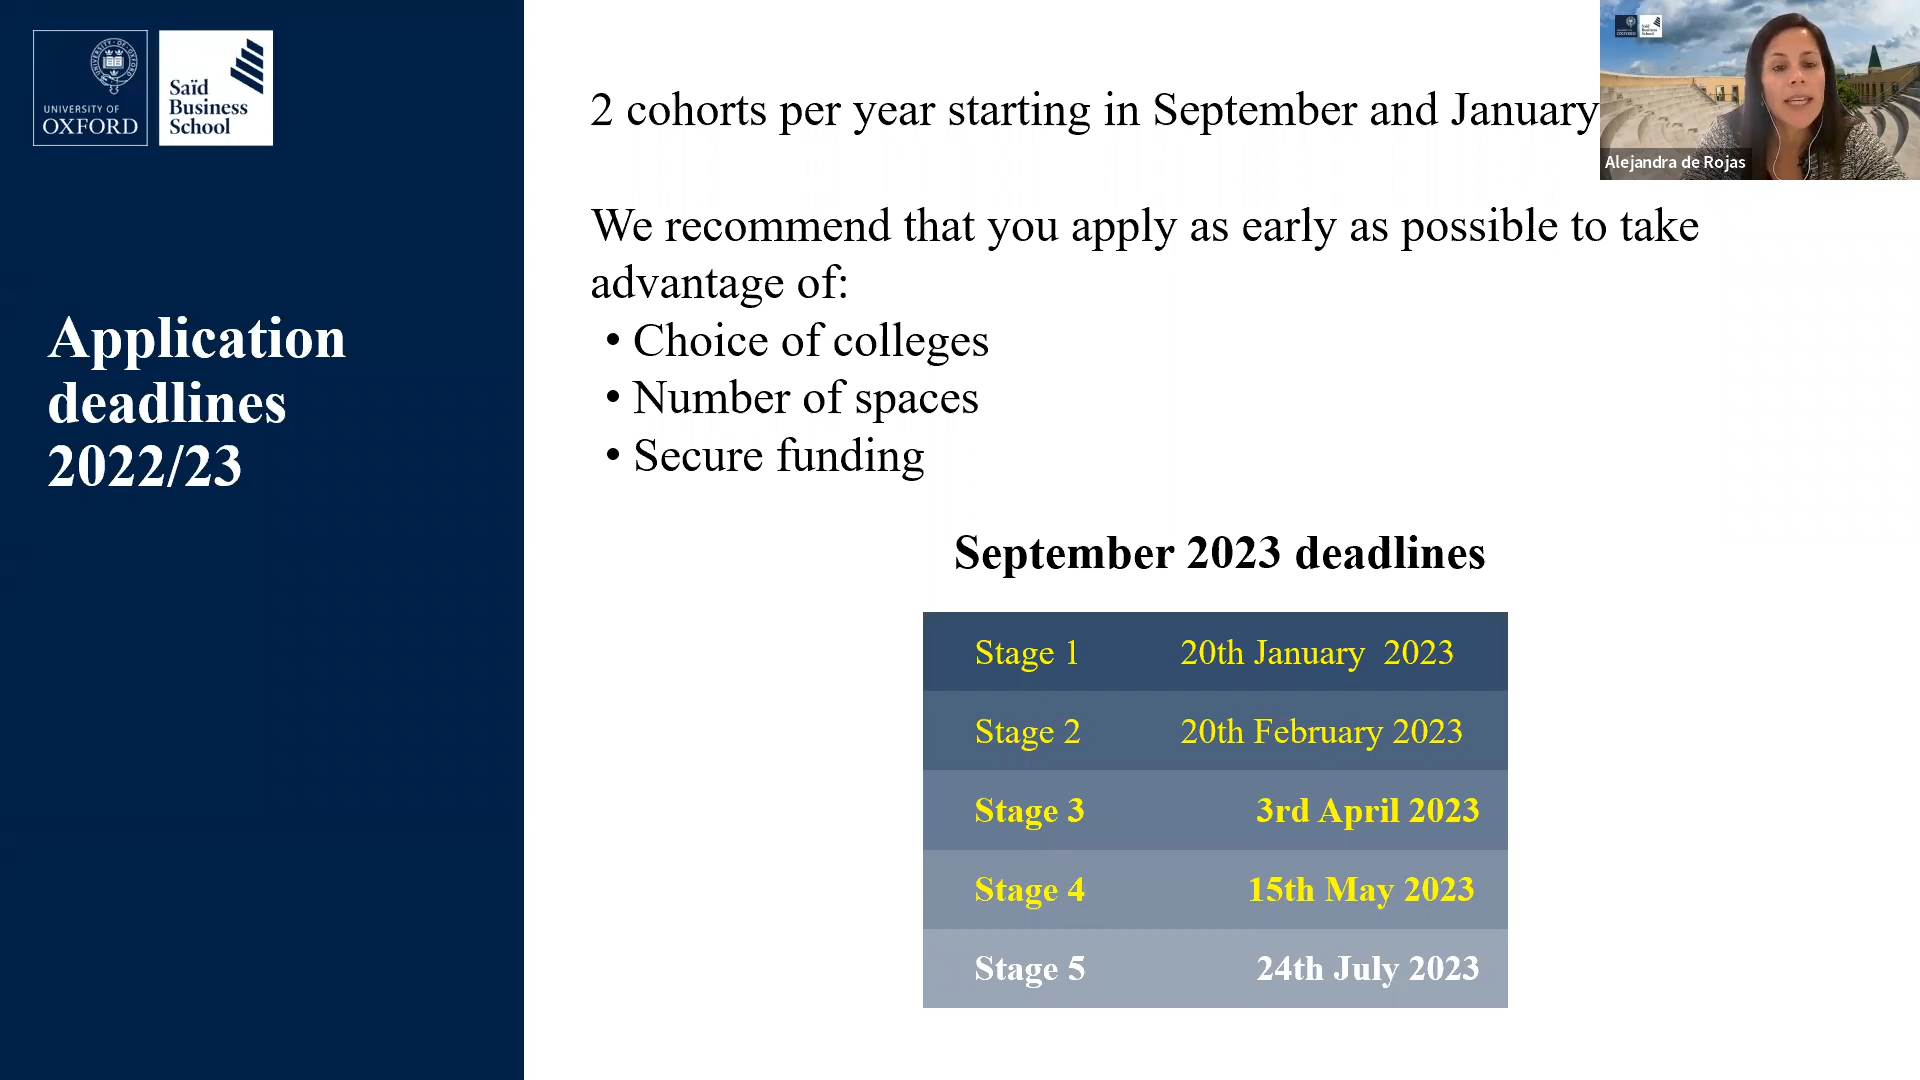 UNIVERSITY OF
OXFORD
Saïd
Business
School
Application
deadlines
2022/23
2 cohorts per year starting in September and January
We recommend that you apply as early as possible to take
advantage of:
• Choice of colleges
• Number of spaces
• Secure funding
September 2023 deadlines
Stage 1 20th January 2023
Stage 2 20th February 2023
Stage 3 3rd April 2023
Stage 4 15th May 2023
Stage 5 24th July 2023
Alejandra de Rojas